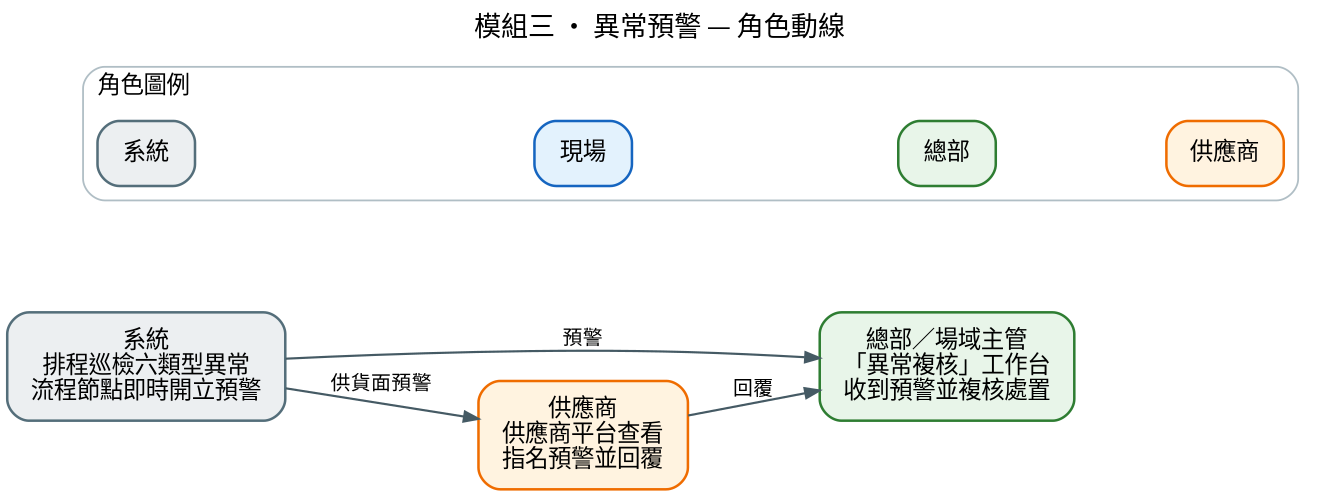 模組三 ‧ 異常預警 — 角色動線
角色圖例
系統
現場
總部
供應商
系統
排程巡檢六類型異常
流程節點即時開立預警
預警
供貨面預警
供應商
供應商平台查看
指名預警並回覆
回覆
總部／場域主管
「異常複核」工作台
收到預警並複核處置